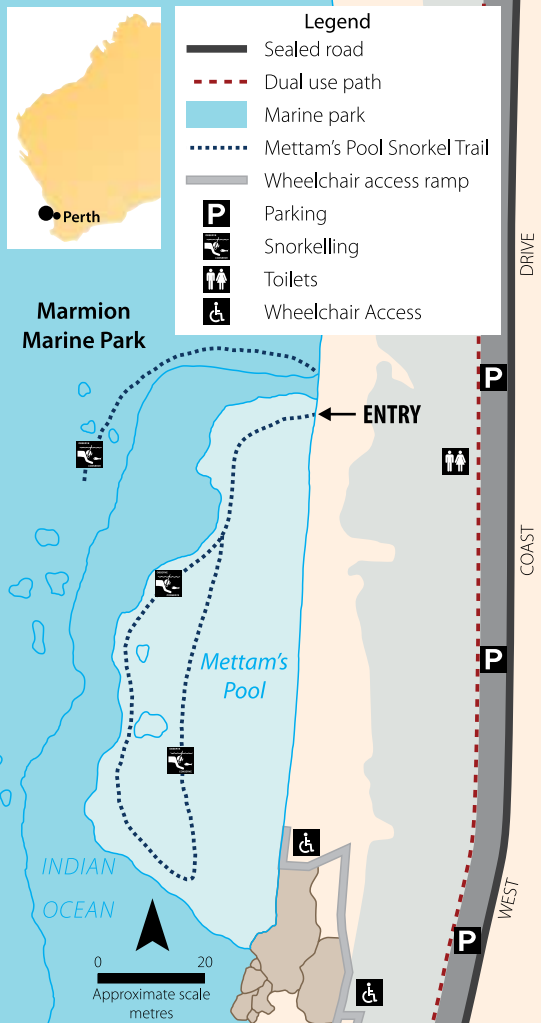 Legend
Sealed road
Dual use path
Marine park
Mettam's Pool Snorkel Trail
Wheelchair access ramp
P Parking
Snorkelling
Toilets
Wheelchair Access
Perth
Marmion
Marine Park
ENTRY
Mettam's
Pool
INDIAN
OCEAN
0 20
Approximate scale
metres
P
P
P
DRIVE
COAST
WEST